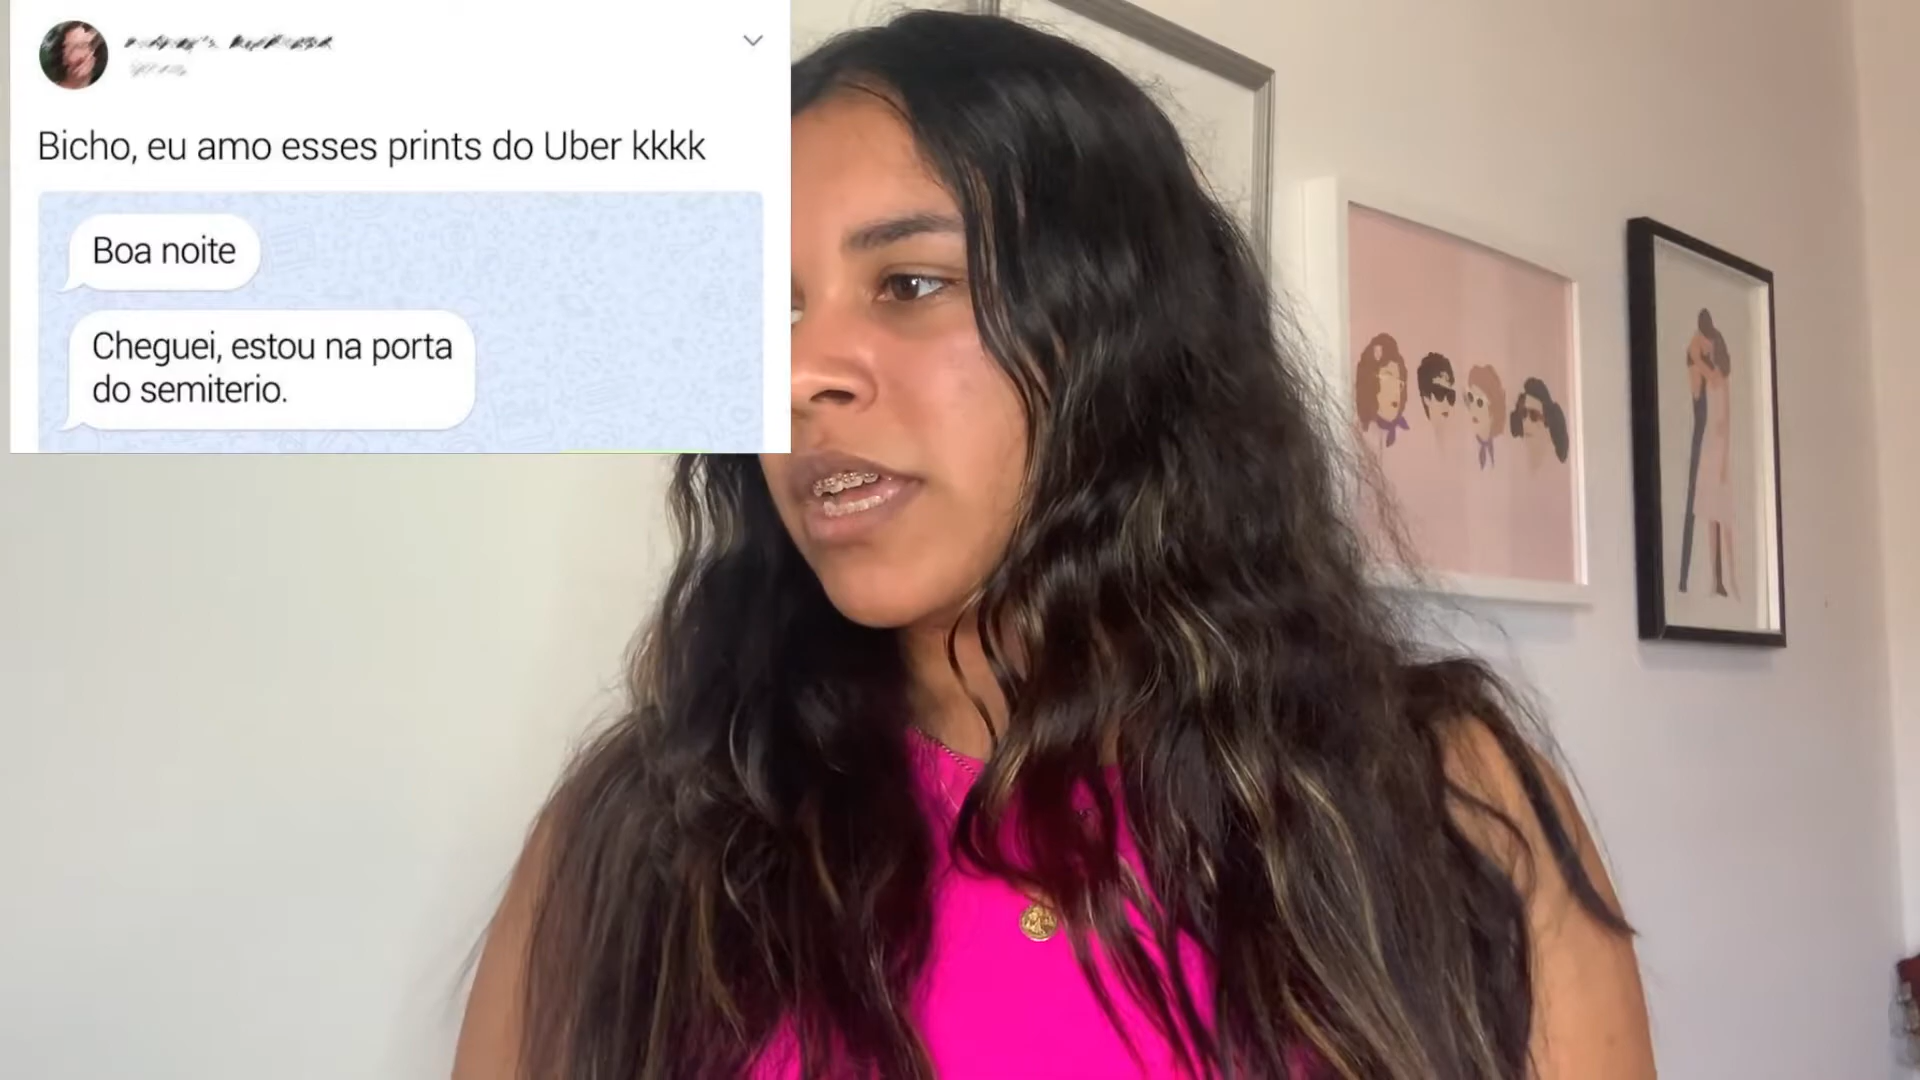 Bicho, eu amo esses prints do Uber kkkk
Boa noite
Cheguei, estou na porta
do semiterio.